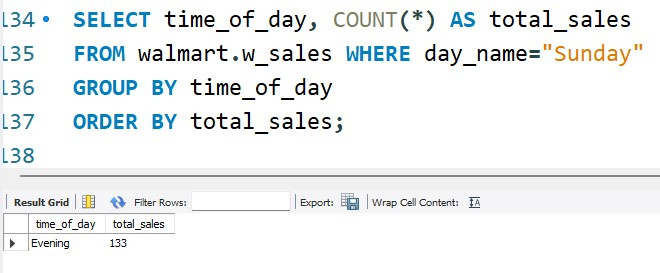 134 SELECT time_of_day, COUNT(*) AS total_sales
135 FROM walmart.w_sales WHERE day_name="Sunday"
136 GROUP BY time_of_day
137 ORDER BY total_sales;
138
Result Grid Filter Rows: Export: Wrap Cell Content: IA
time_of_day total_sales
Evening 133